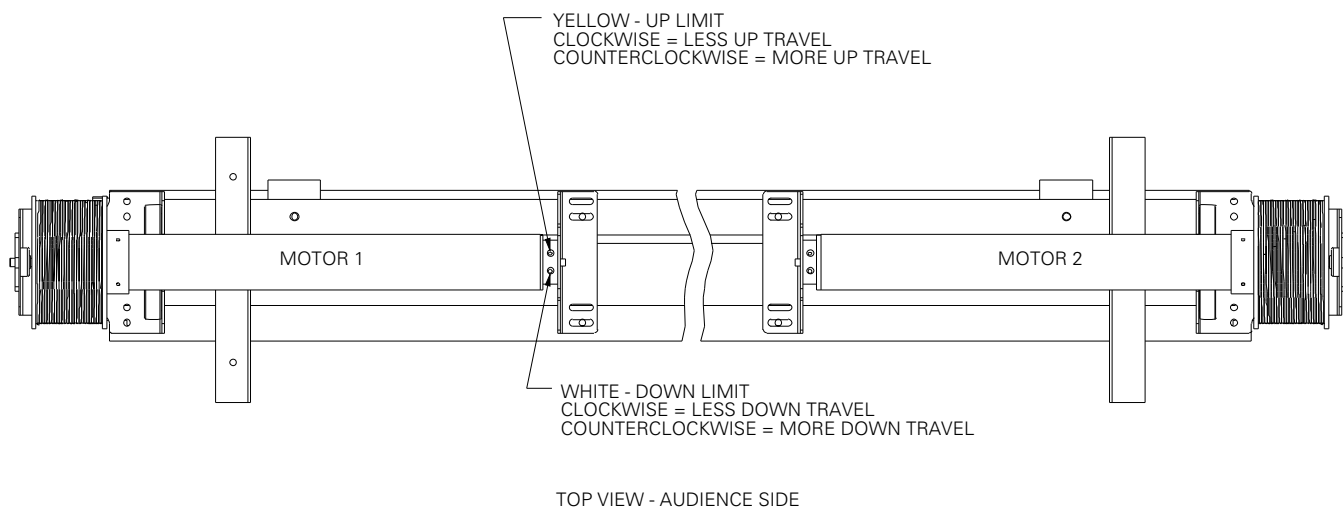 YELLOW - UP LIMIT
CLOCKWISE = LESS UP TRAVEL
COUNTERCLOCKWISE = MORE UP TRAVEL
MOTOR 1
MOTOR 2
WHITE - DOWN LIMIT
CLOCKWISE = LESS DOWN TRAVEL
COUNTERCLOCKWISE = MORE DOWN TRAVEL
TOP VIEW - AUDIENCE SIDE